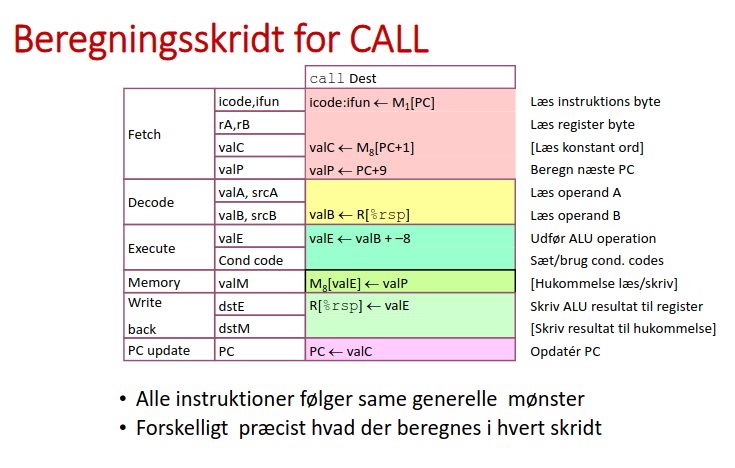 Beregningsskridt for CALL
call Dest
Fetch icode,ifun icode:ifun ← M1[PC] Læs instruktions byte
rA,rB Læs register byte
valC valC ← M8[PC+1] [Læs konstant ord]
valP valP ← PC+9 Beregn næste PC
Decode valA, srcA Læs operand A
valB, srcB valB ← R[%rsp] Læs operand B
Execute valE valE ← valB + –8 Udfør ALU operation
Cond code Sæt/brug cond. codes
Memory valM M8[valE] ← valP [Hukommelse læs/skriv]
Write dstE R[%rsp] ← valE Skriv ALU resultat til register
back dstM [Skriv resultat til hukommelse]
PC update PC PC ← valC Opdatér PC
• Alle instruktioner følger same generelle mønster
• Forskelligt præcist hvad der beregnes i hvert skridt